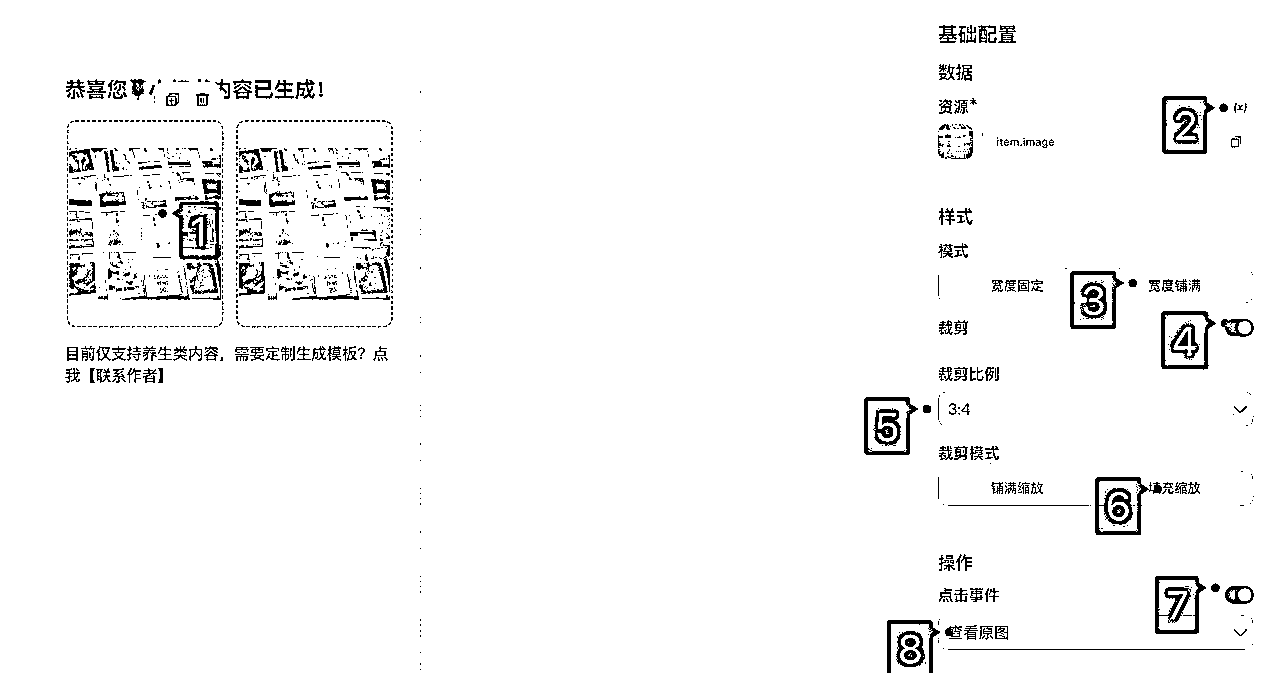 恭喜您
内容已生成！
1
目前仅支持养生类内容，需要定制生成模板？点
我【联系作者】
基础配置
数据
资源*
2
(x)
item.image
样式
模式
宽度固定
3
宽度铺满
裁剪
4
裁剪比例
5
3:4
裁剪模式
铺满缩放
6
填充缩放
操作
点击事件
7
8
查看原图